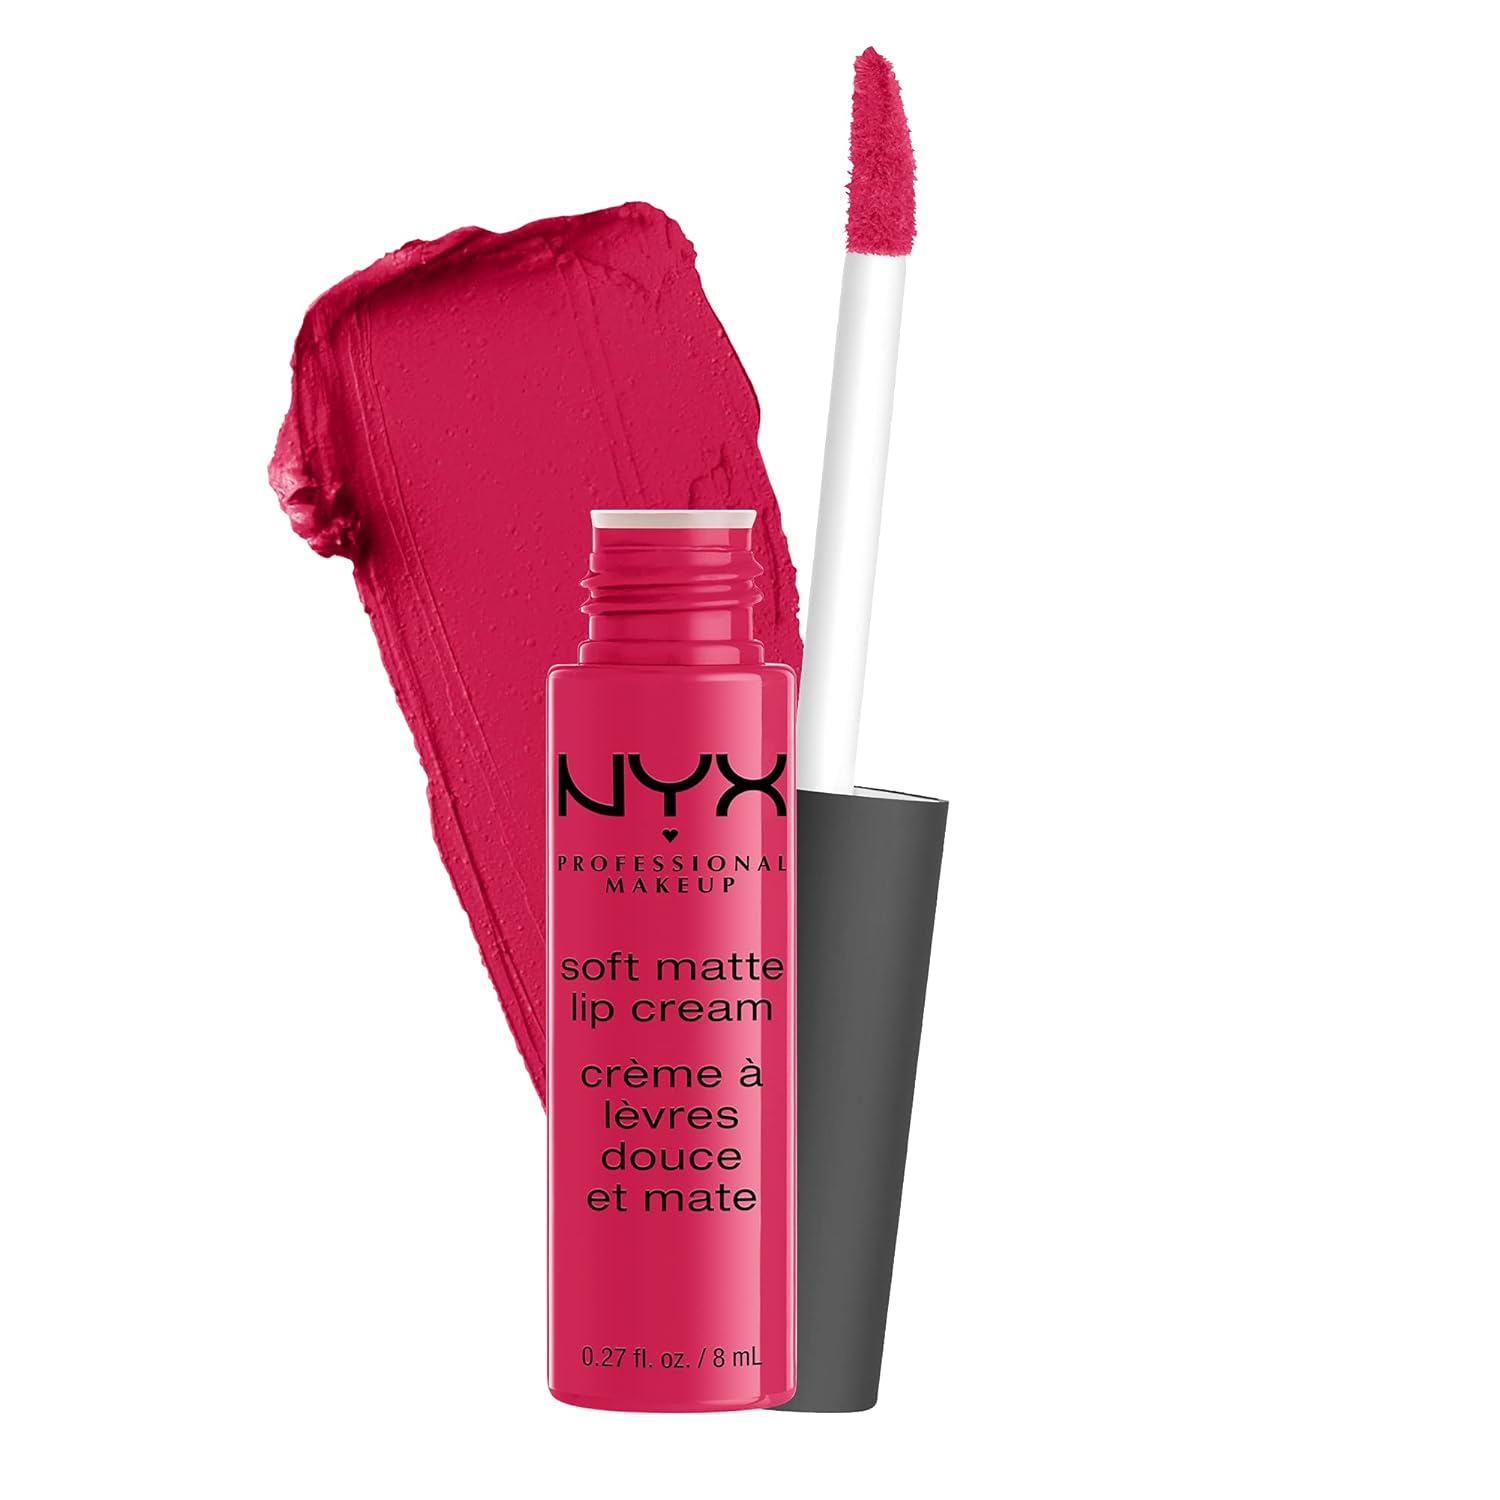 NYX
PROFESSIONAL
MAKEUP
soft matte
lip cream
crème à
lèvres
douce
et mate
0.27 fl. oz. / 8 mL